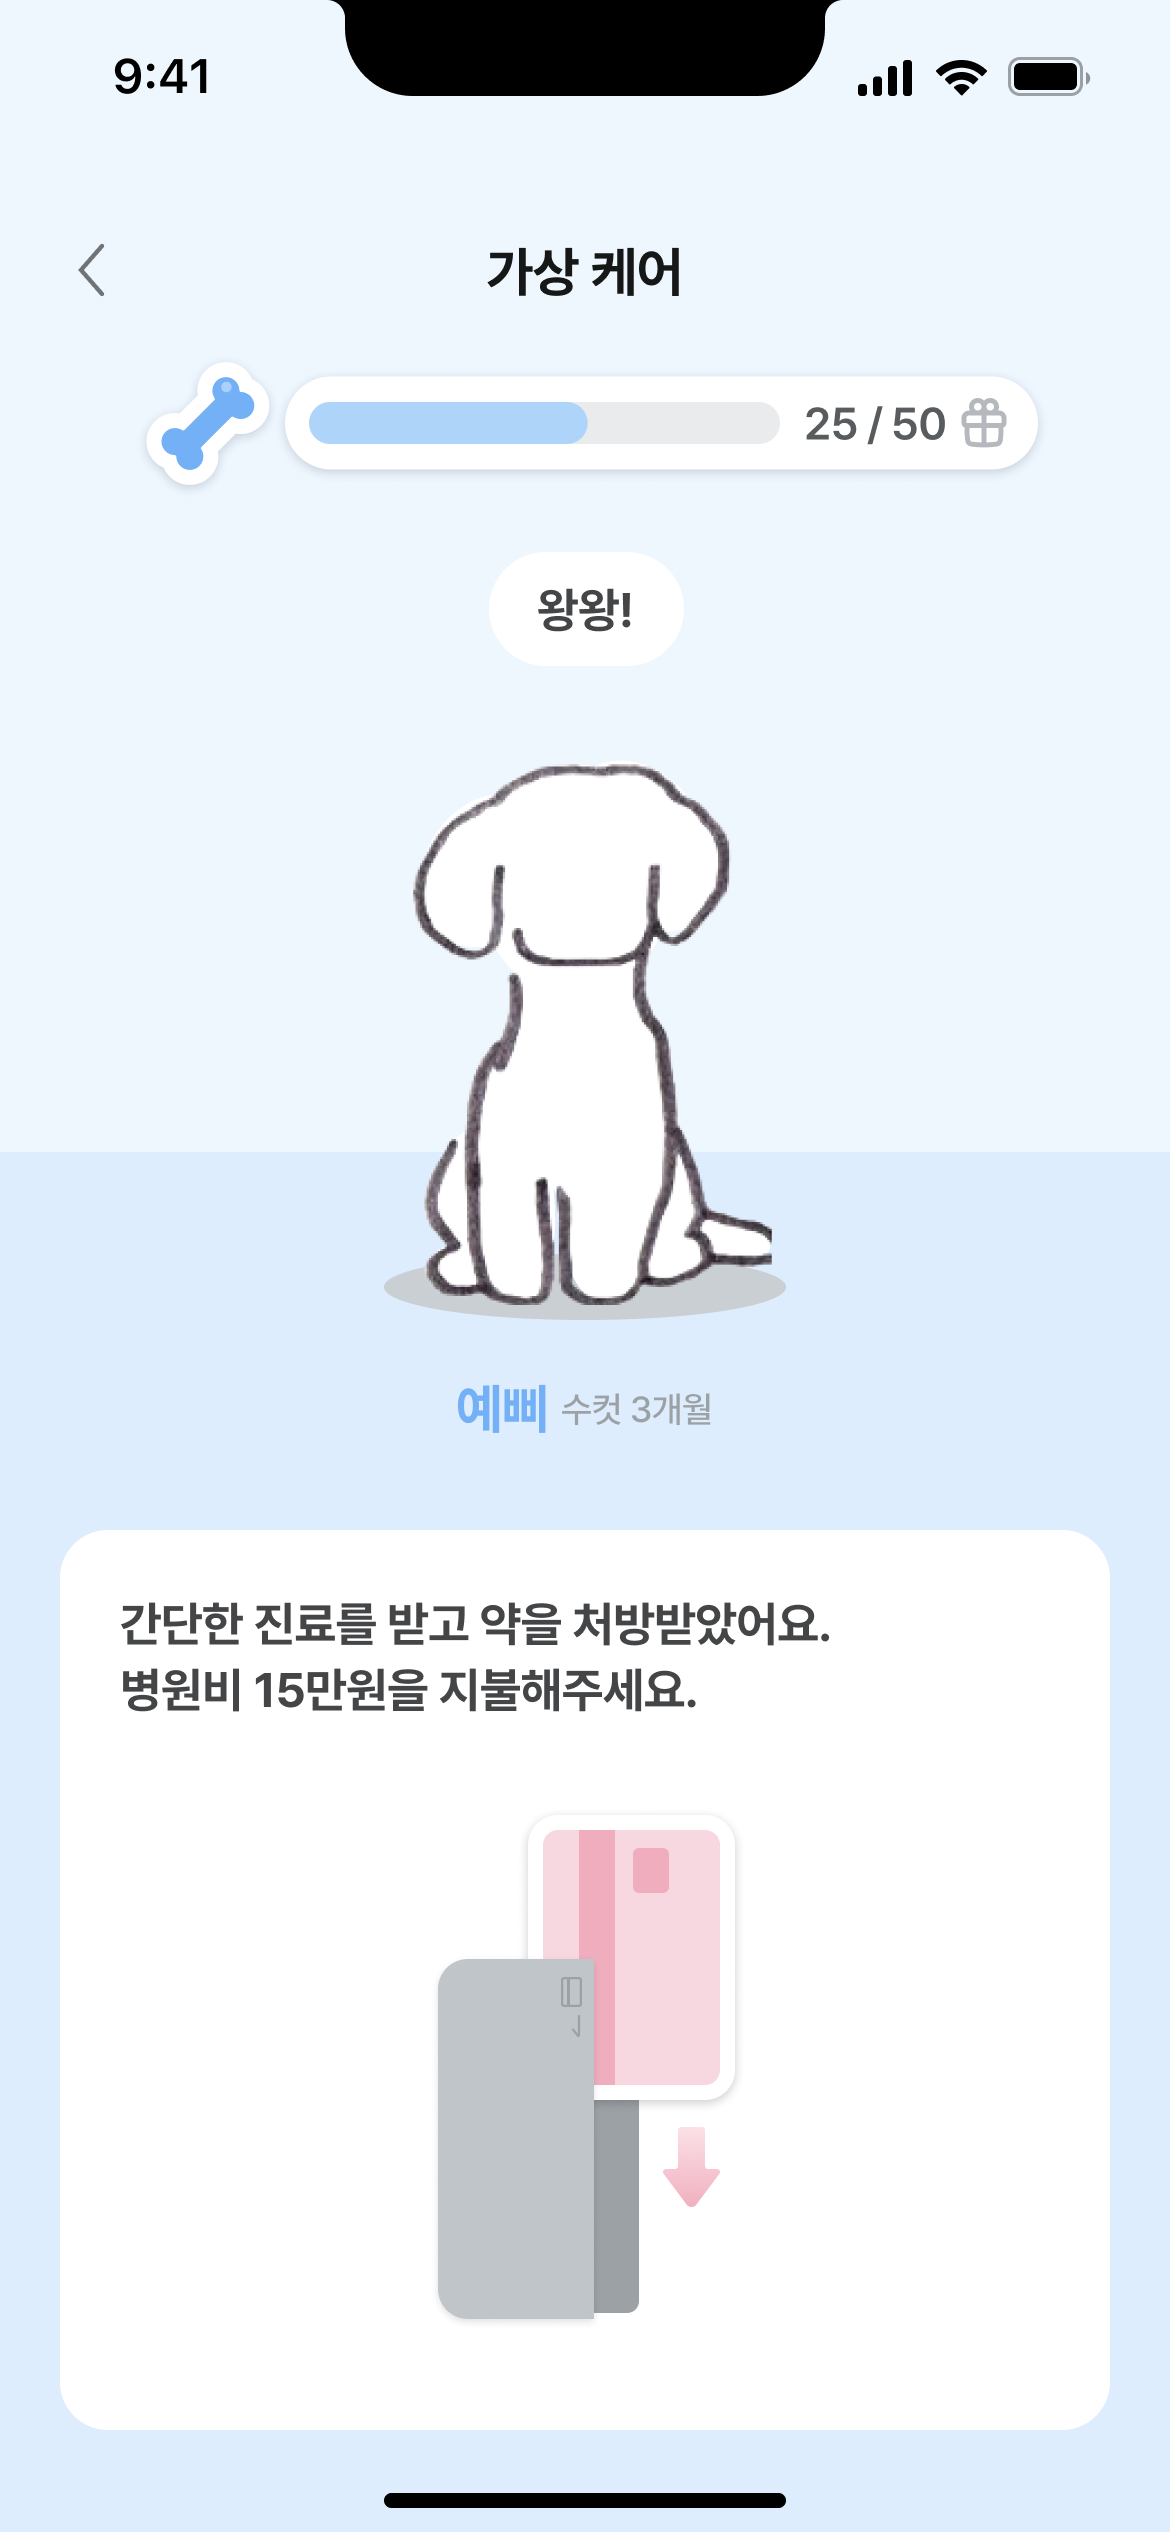 9:41
가상 케어
25 / 50
왕왕!
예삐 수컷 3개월
간단한 진료를 받고 약을 처방받았어요.
병원비 15만원을 지불해주세요.